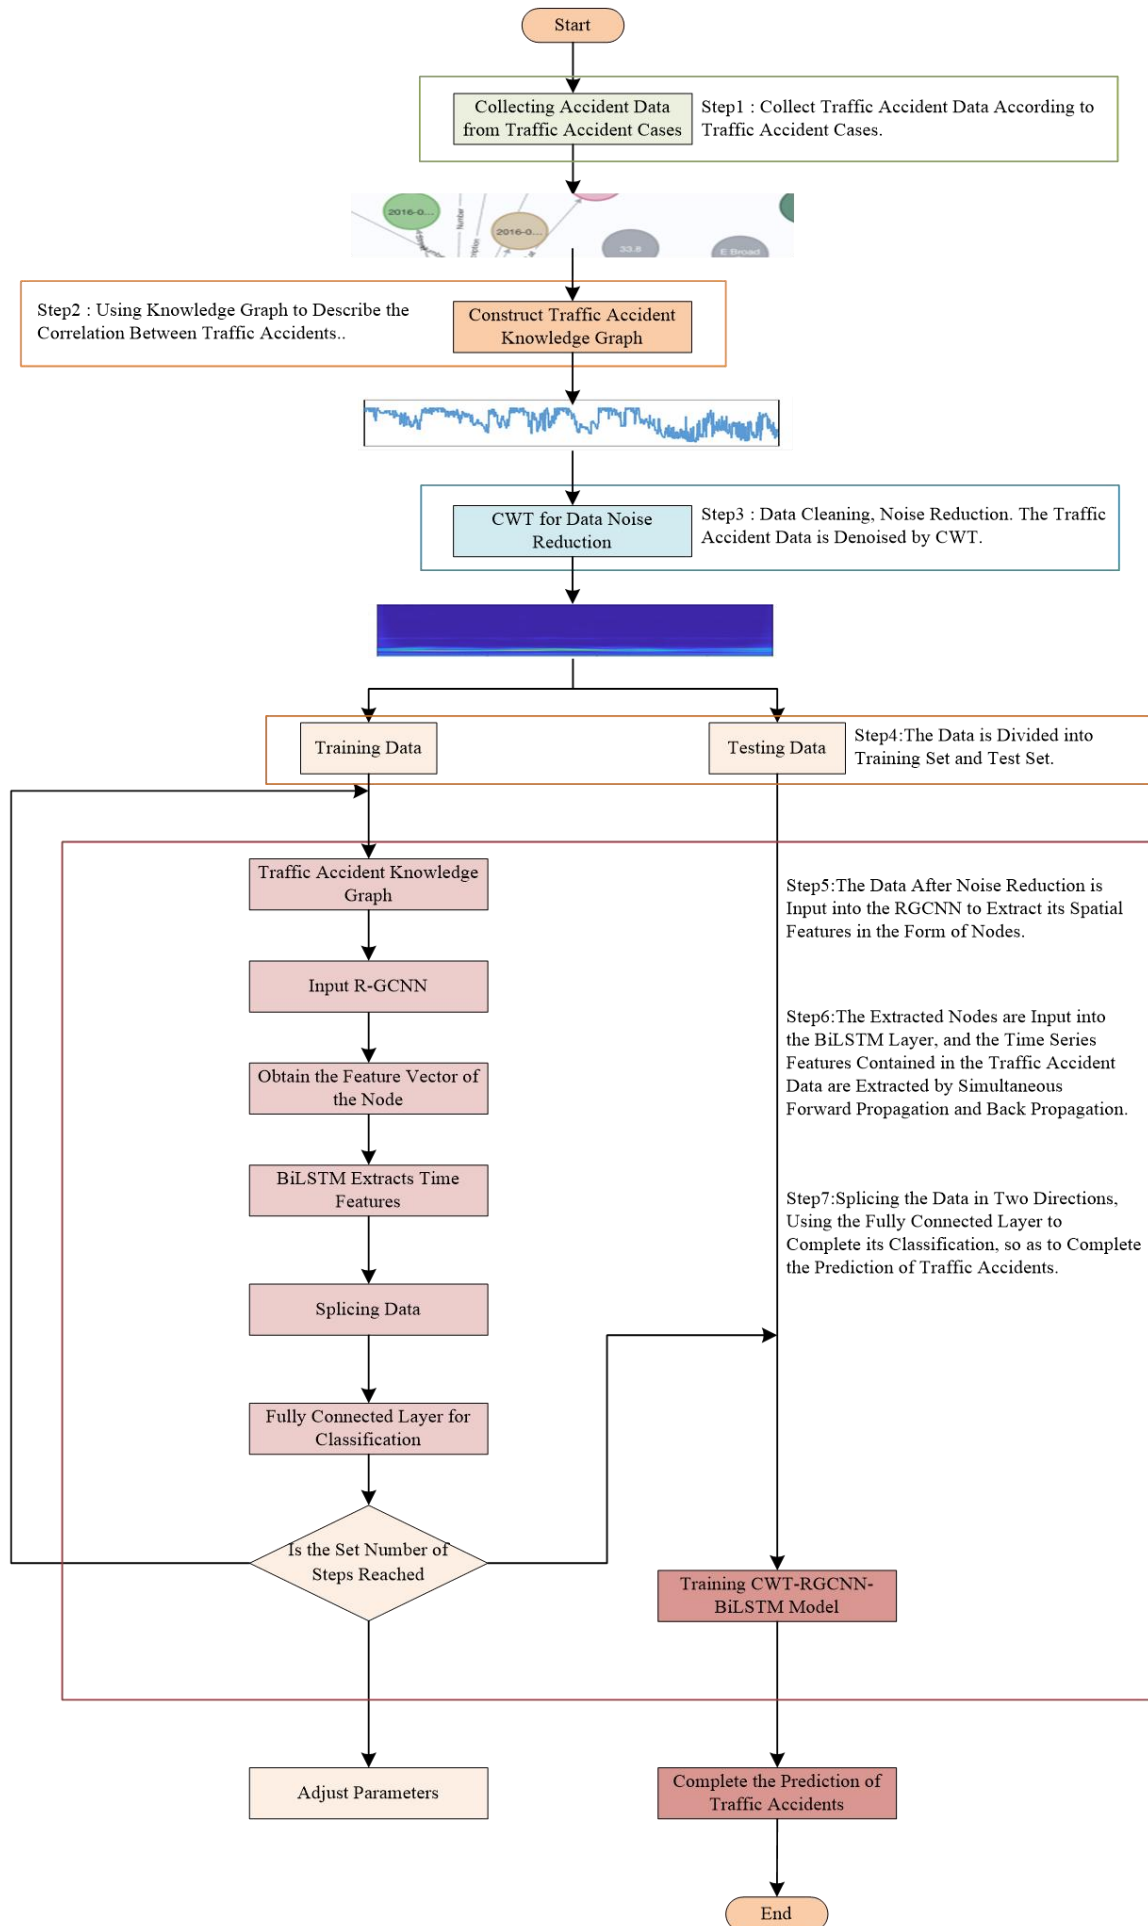 Start
Collecting Accident Data
from Traffic Accident Cases
Step1 : Collect Traffic Accident Data According to
Traffic Accident Cases.
2016-0...
Number
2016-0...
33.8
E Broad
Step2 : Using Knowledge Graph to Describe the
Correlation Between Traffic Accidents..
Construct Traffic Accident
Knowledge Graph
CWT for Data Noise
Reduction
Step3 : Data Cleaning, Noise Reduction. The Traffic
Accident Data is Denoised by CWT.
Training Data
Testing Data
Step4:The Data is Divided into
Training Set and Test Set.
Traffic Accident Knowledge
Graph
Step5:The Data After Noise Reduction is
Input into the RGCNN to Extract its Spatial
Features in the Form of Nodes.
Input R-GCNN
Step6:The Extracted Nodes are Input into
the BiLSTM Layer, and the Time Series
Features Contained in the Traffic Accident
Data are Extracted by Simultaneous
Forward Propagation and Back Propagation.
Obtain the Feature Vector of
the Node
BiLSTM Extracts Time
Features
Step7:Splicing the Data in Two Directions,
Using the Fully Connected Layer to
Complete its Classification, so as to Complete
the Prediction of Traffic Accidents.
Splicing Data
Fully Connected Layer for
Classification
Is the Set Number of
Steps Reached
Training CWT-RGCNN-
BiLSTM Model
Adjust Parameters
Complete the Prediction of
Traffic Accidents
End